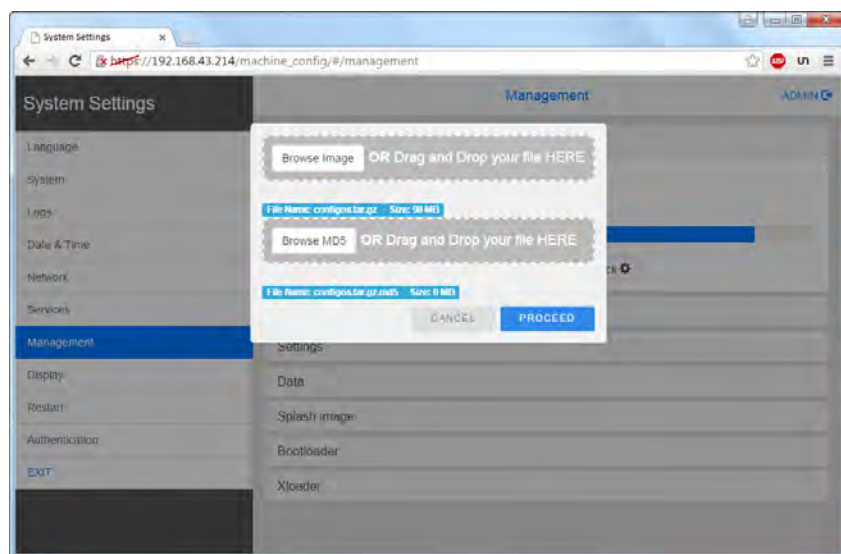 System Settings
https://192.168.43.214/machine_config/#/management
ABP
System Settings
Management
ADMIN
Language
System
Logs
Date & Time
Network
Services
Management
Display
Restart
Authentication
EXIT
Browse Image OR Drag and Drop your file HERE
File Name: configos.tar.gz Size: 98 MB
Browse MD5 OR Drag and Drop your file HERE
File Name: configos.tar.gz.md5 Size: 0 MB
CANCEL PROCEED
Settings
Data
Splash image
Bootloader
Xloader